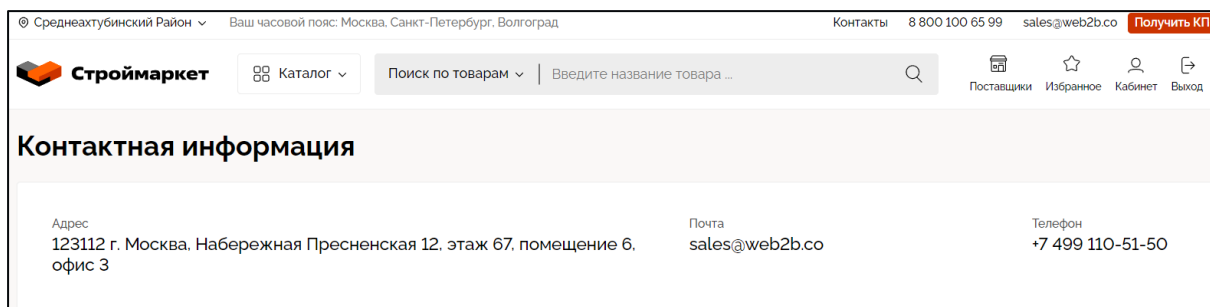 Среднеахтубинский Район Ваш часовой пояс: Москва, Санкт-Петербург, Волгоград Контакты 8 800 100 65 99 sales@web2b.co Получить КП
Строймаркет Каталог Поиск по товарам Введите название товара ... Поставщики Избранное Кабинет Выход
Контактная информация
Адрес Почта Телефон
123112 г. Москва, Набережная Пресненская 12, этаж 67, помещение 6, sales@web2b.co +7 499 110-51-50
офис 3